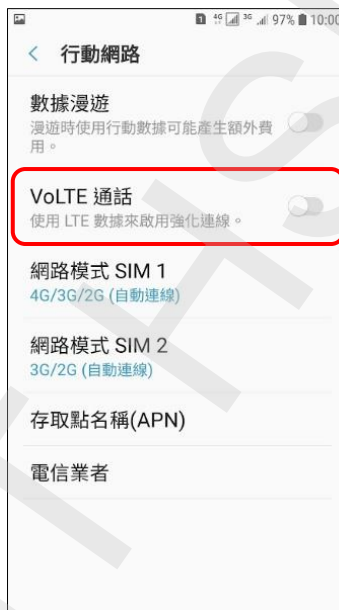 1 4G 3G 97% 10:00
行動網路
數據漫遊
漫遊時使用行動數據可能產生額外費
用。
VoLTE 通話
使用 LTE 數據來啟用強化連線。
網路模式 SIM 1
4G/3G/2G (自動連線)
網路模式 SIM 2
3G/2G (自動連線)
存取點名稱(APN)
電信業者